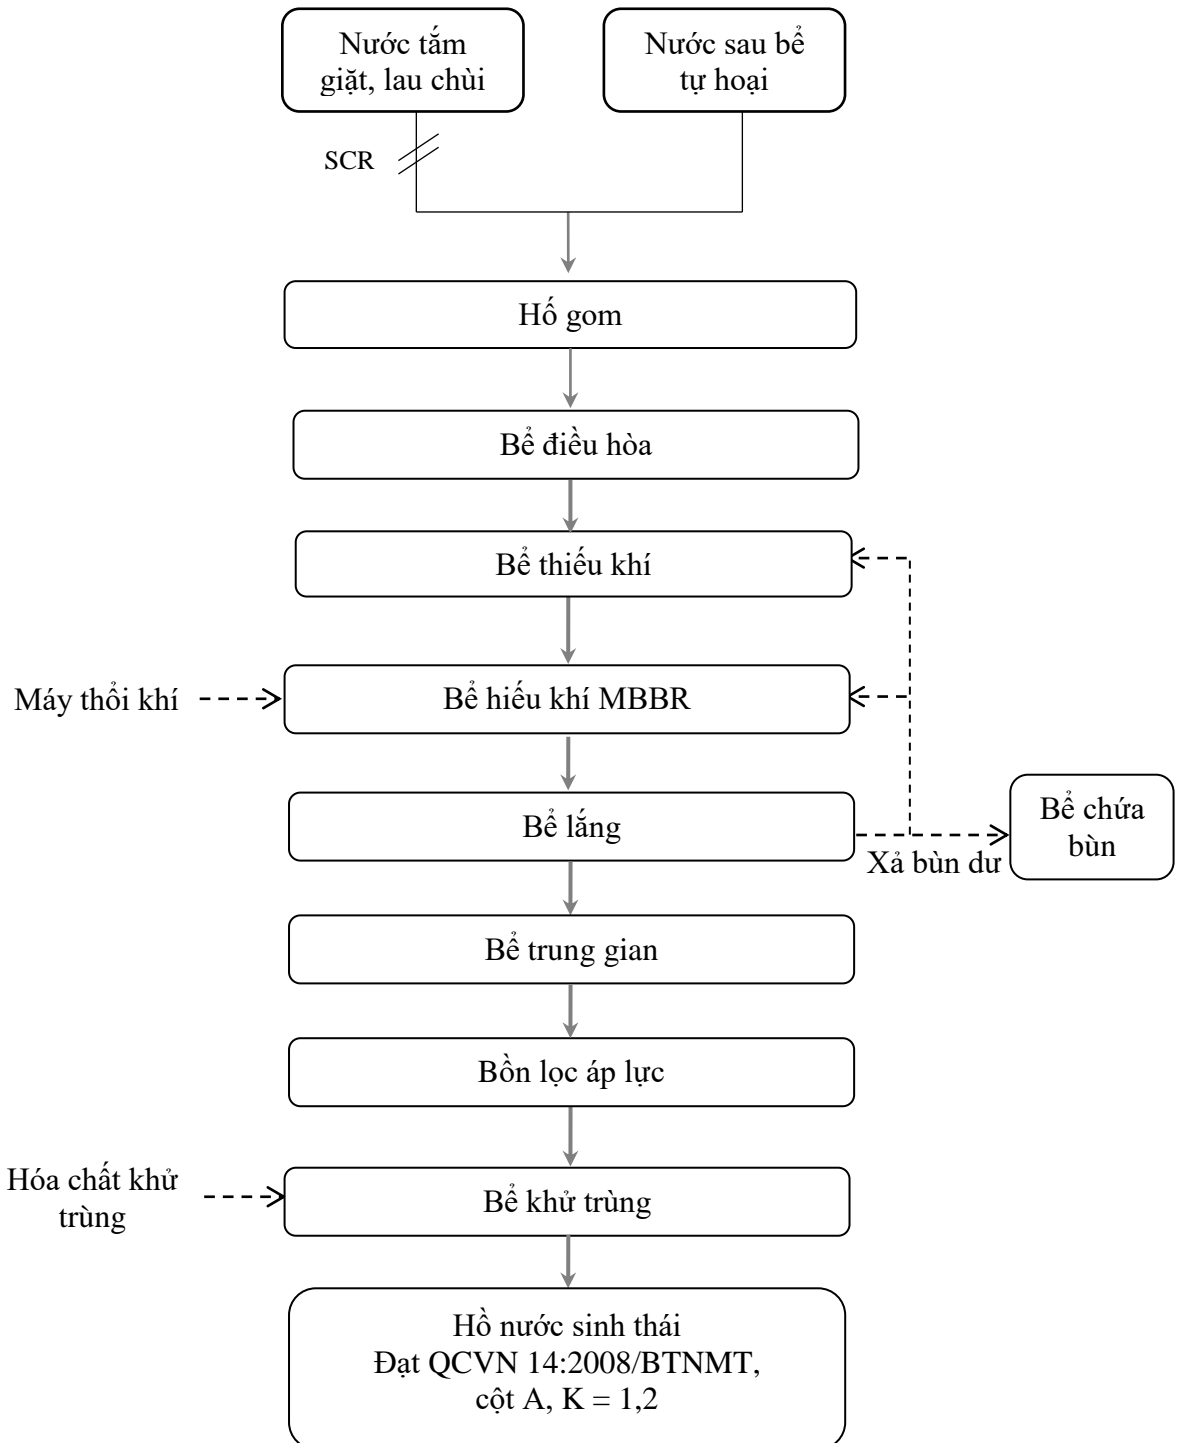 Nước tắm
giặt, lau chùi
Nước sau bể
tự hoại
SCR
Hố gom
Bể điều hòa
Bể thiếu khí
Máy thổi khí
Bể hiếu khí MBBR
Bể lắng
Xả bùn dư
Bể chứa
bùn
Bể trung gian
Bồn lọc áp lực
Hóa chất khử
trùng
Bể khử trùng
Hồ nước sinh thái
Đạt QCVN 14:2008/BTNMT,
cột A, K = 1,2